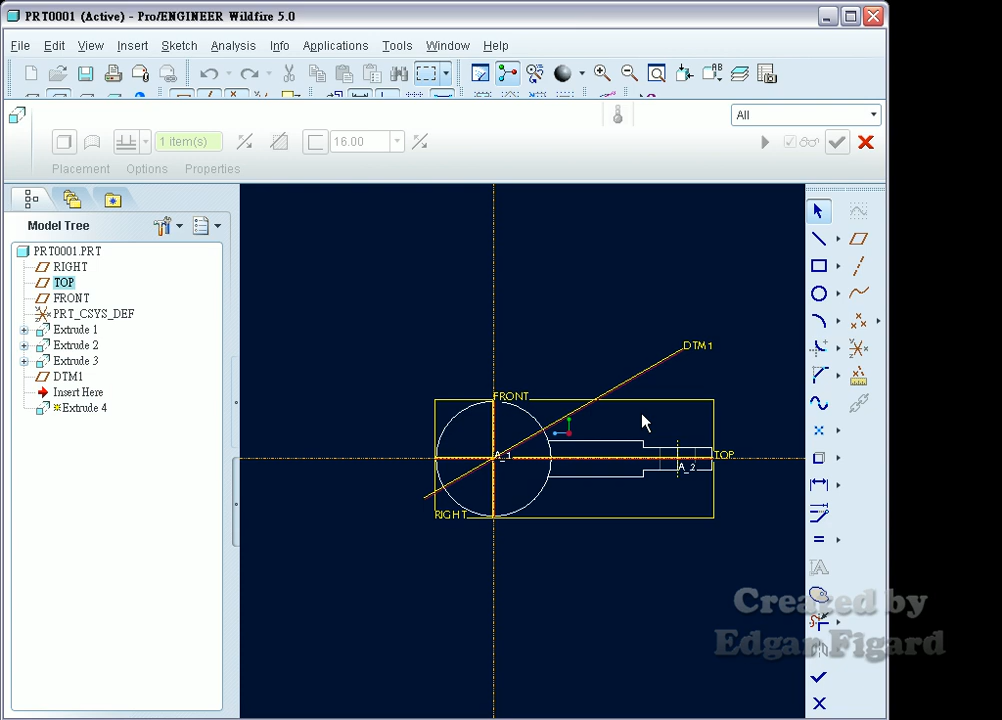 PRT0001 (Active) - Pro/ENGINEER Wildfire 5.0
File Edit View Insert Sketch Analysis Info Applications Tools Window Help
All
1 item(s)
16.00
Placement Options Properties
Model Tree
PRT0001.PRT
RIGHT
TOP
FRONT
PRT_CSYS_DEF
Extrude 1
Extrude 2
Extrude 3
DTM1
Insert Here
Extrude 4
DTM1
FRONT
A_1
TOP
A_2
RIGHT
Created by
Edgar Figard